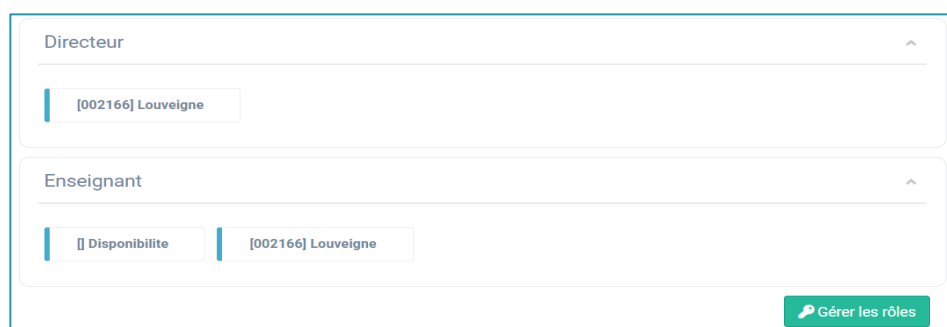 Directeur
[002166] Louveigne
Enseignant
[] Disponibilite [002166] Louveigne
Gérer les rôles